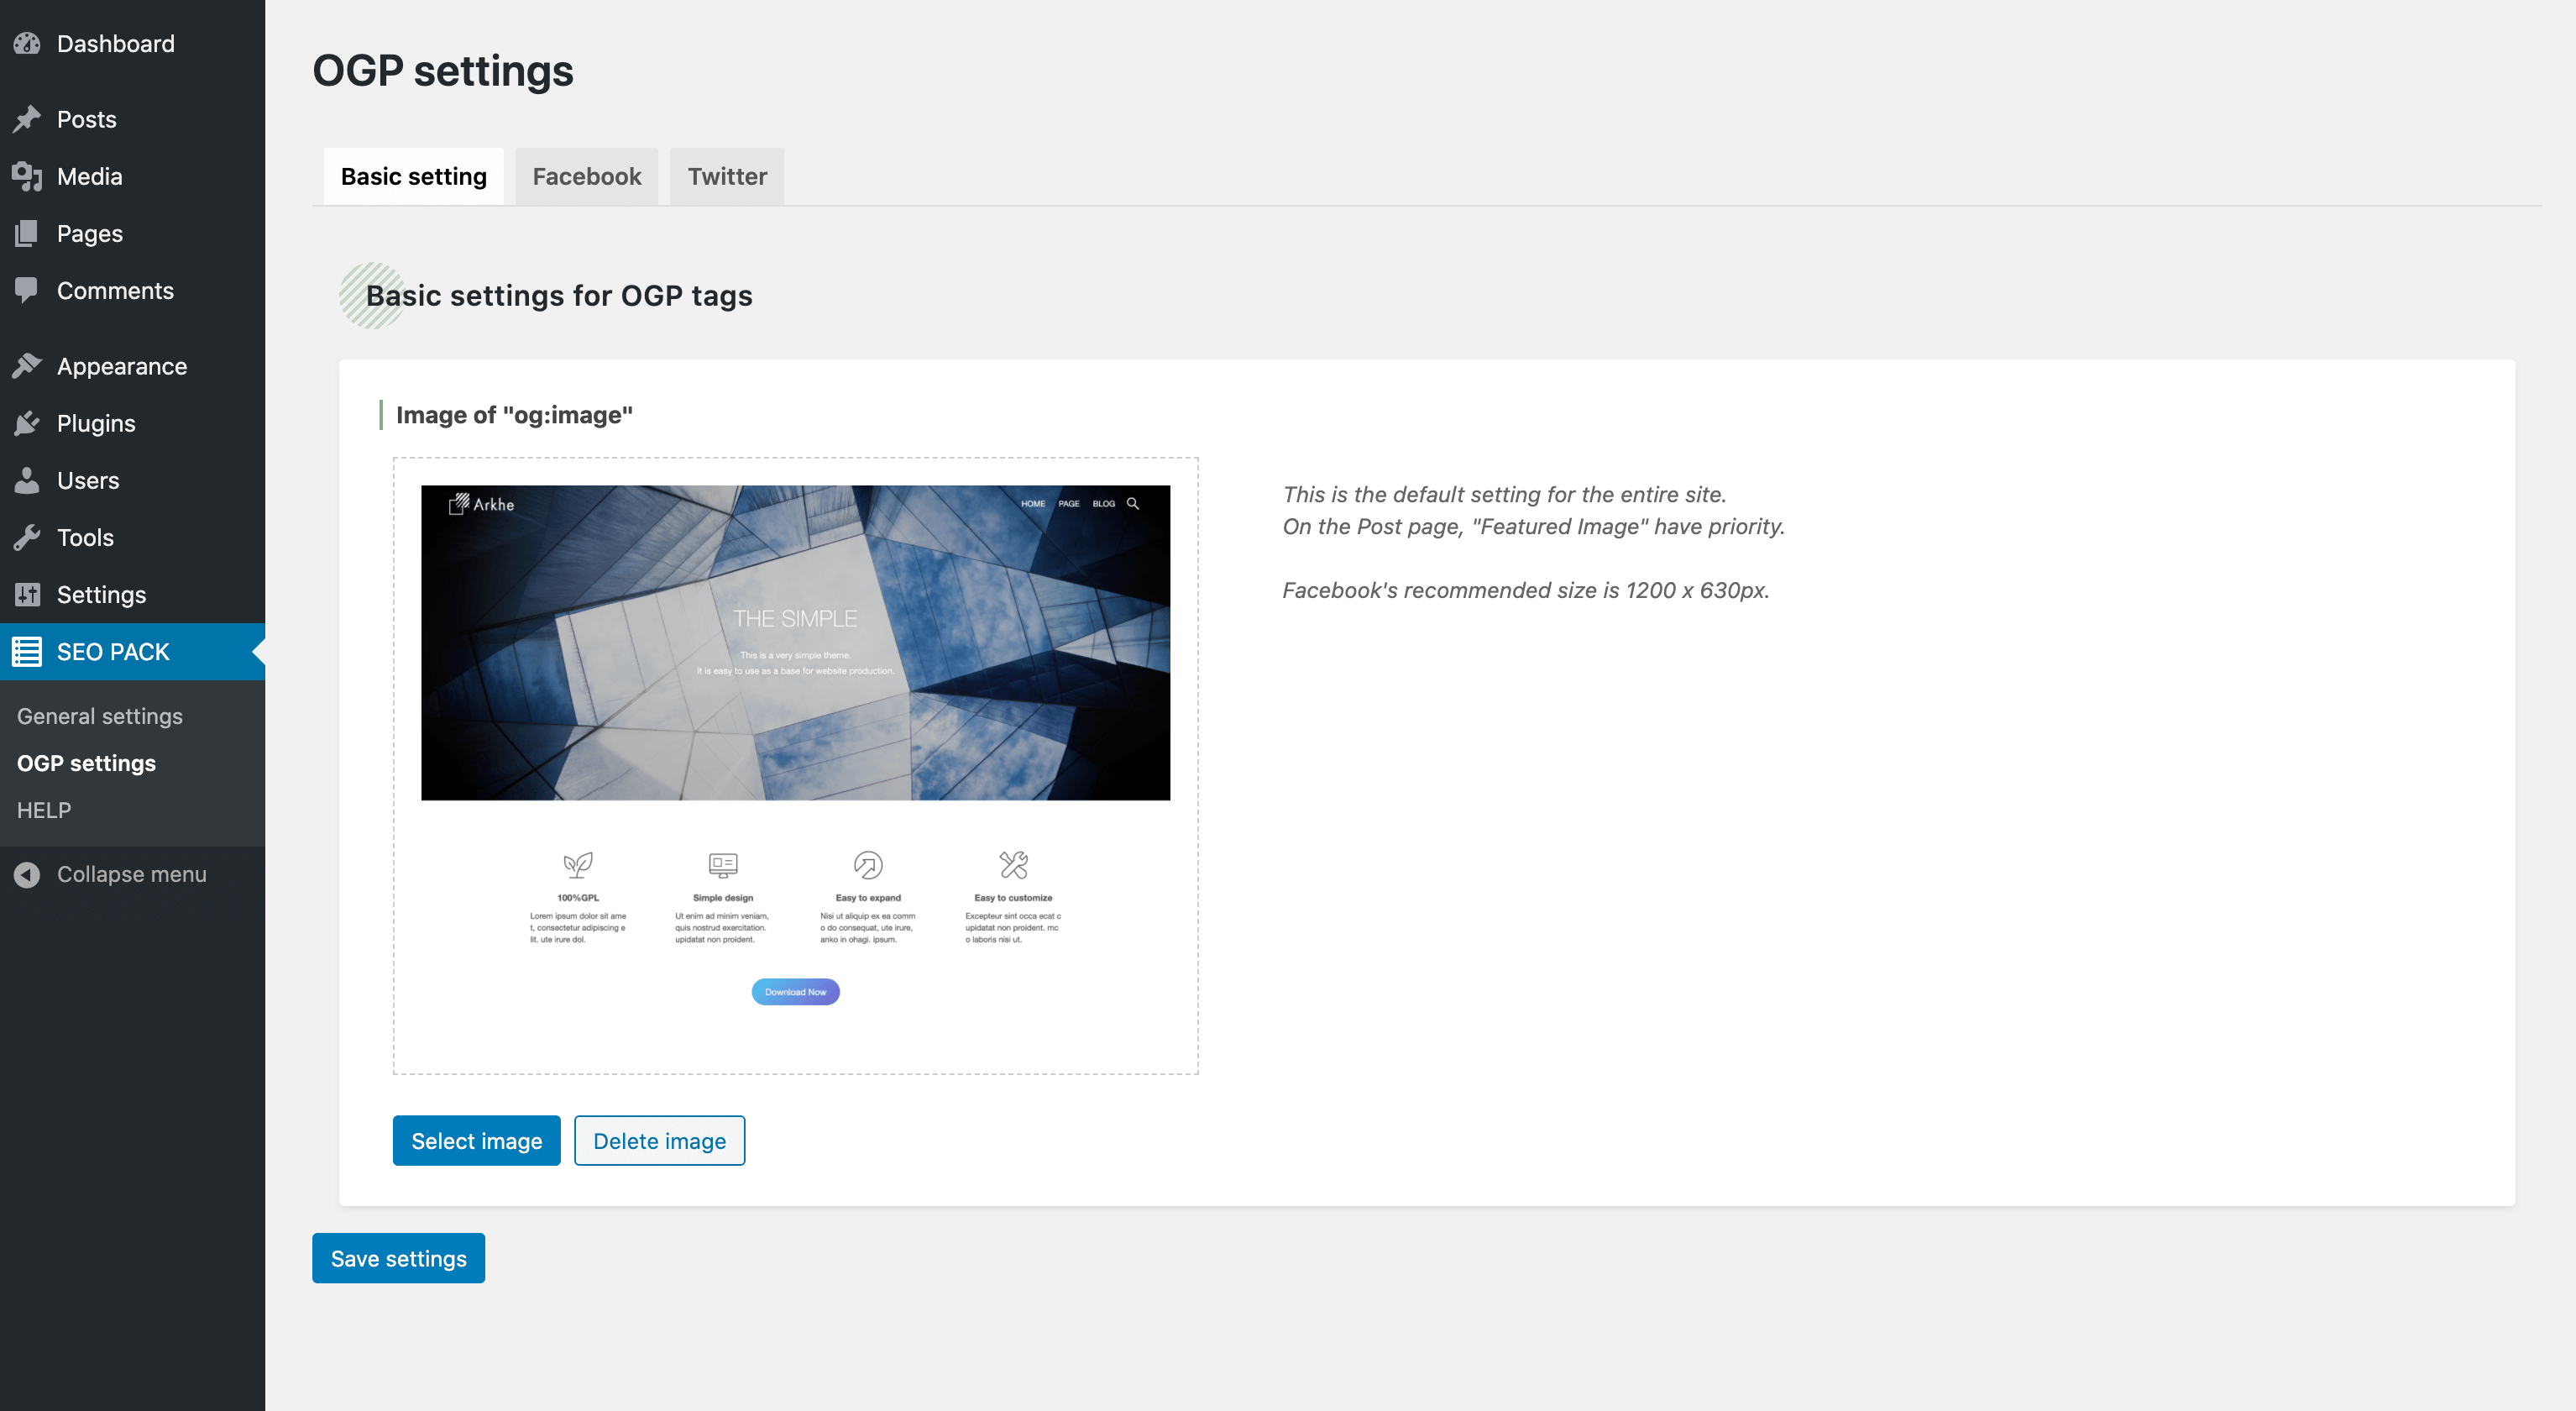 Dashboard
Posts
Media
Pages
Comments
Appearance
Plugins
Users
Tools
Settings
SEO PACK
General settings
OGP settings
HELP
Collapse menu
OGP settings
Basic setting
Facebook
Twitter
Basic settings for OGP tags
Image of "og:image"
Arkhe
HOME PAGE BLOG
THE SIMPLE
This is a very simple theme.
It is easy to use as a base for website production.
100%GPL
Lorem ipsum dolor sit ame
t, consectetur adipiscing e
lit. ute irure dol.
Simple design
Ut enim ad minim veniam,
quis nostrud exercitation.
upidatat non proident.
Easy to expand
Nisi ut aliquip ex ea comm
o do consequat, ute irure,
anko in ohagi. ipsum.
Easy to customize
Excepteur sint occa ecat c
upidatat non proident. mc
o laboris nisi ut.
Download Now
This is the default setting for the entire site.
On the Post page, "Featured Image" have priority.
Facebook's recommended size is 1200 x 630px.
Select image
Delete image
Save settings